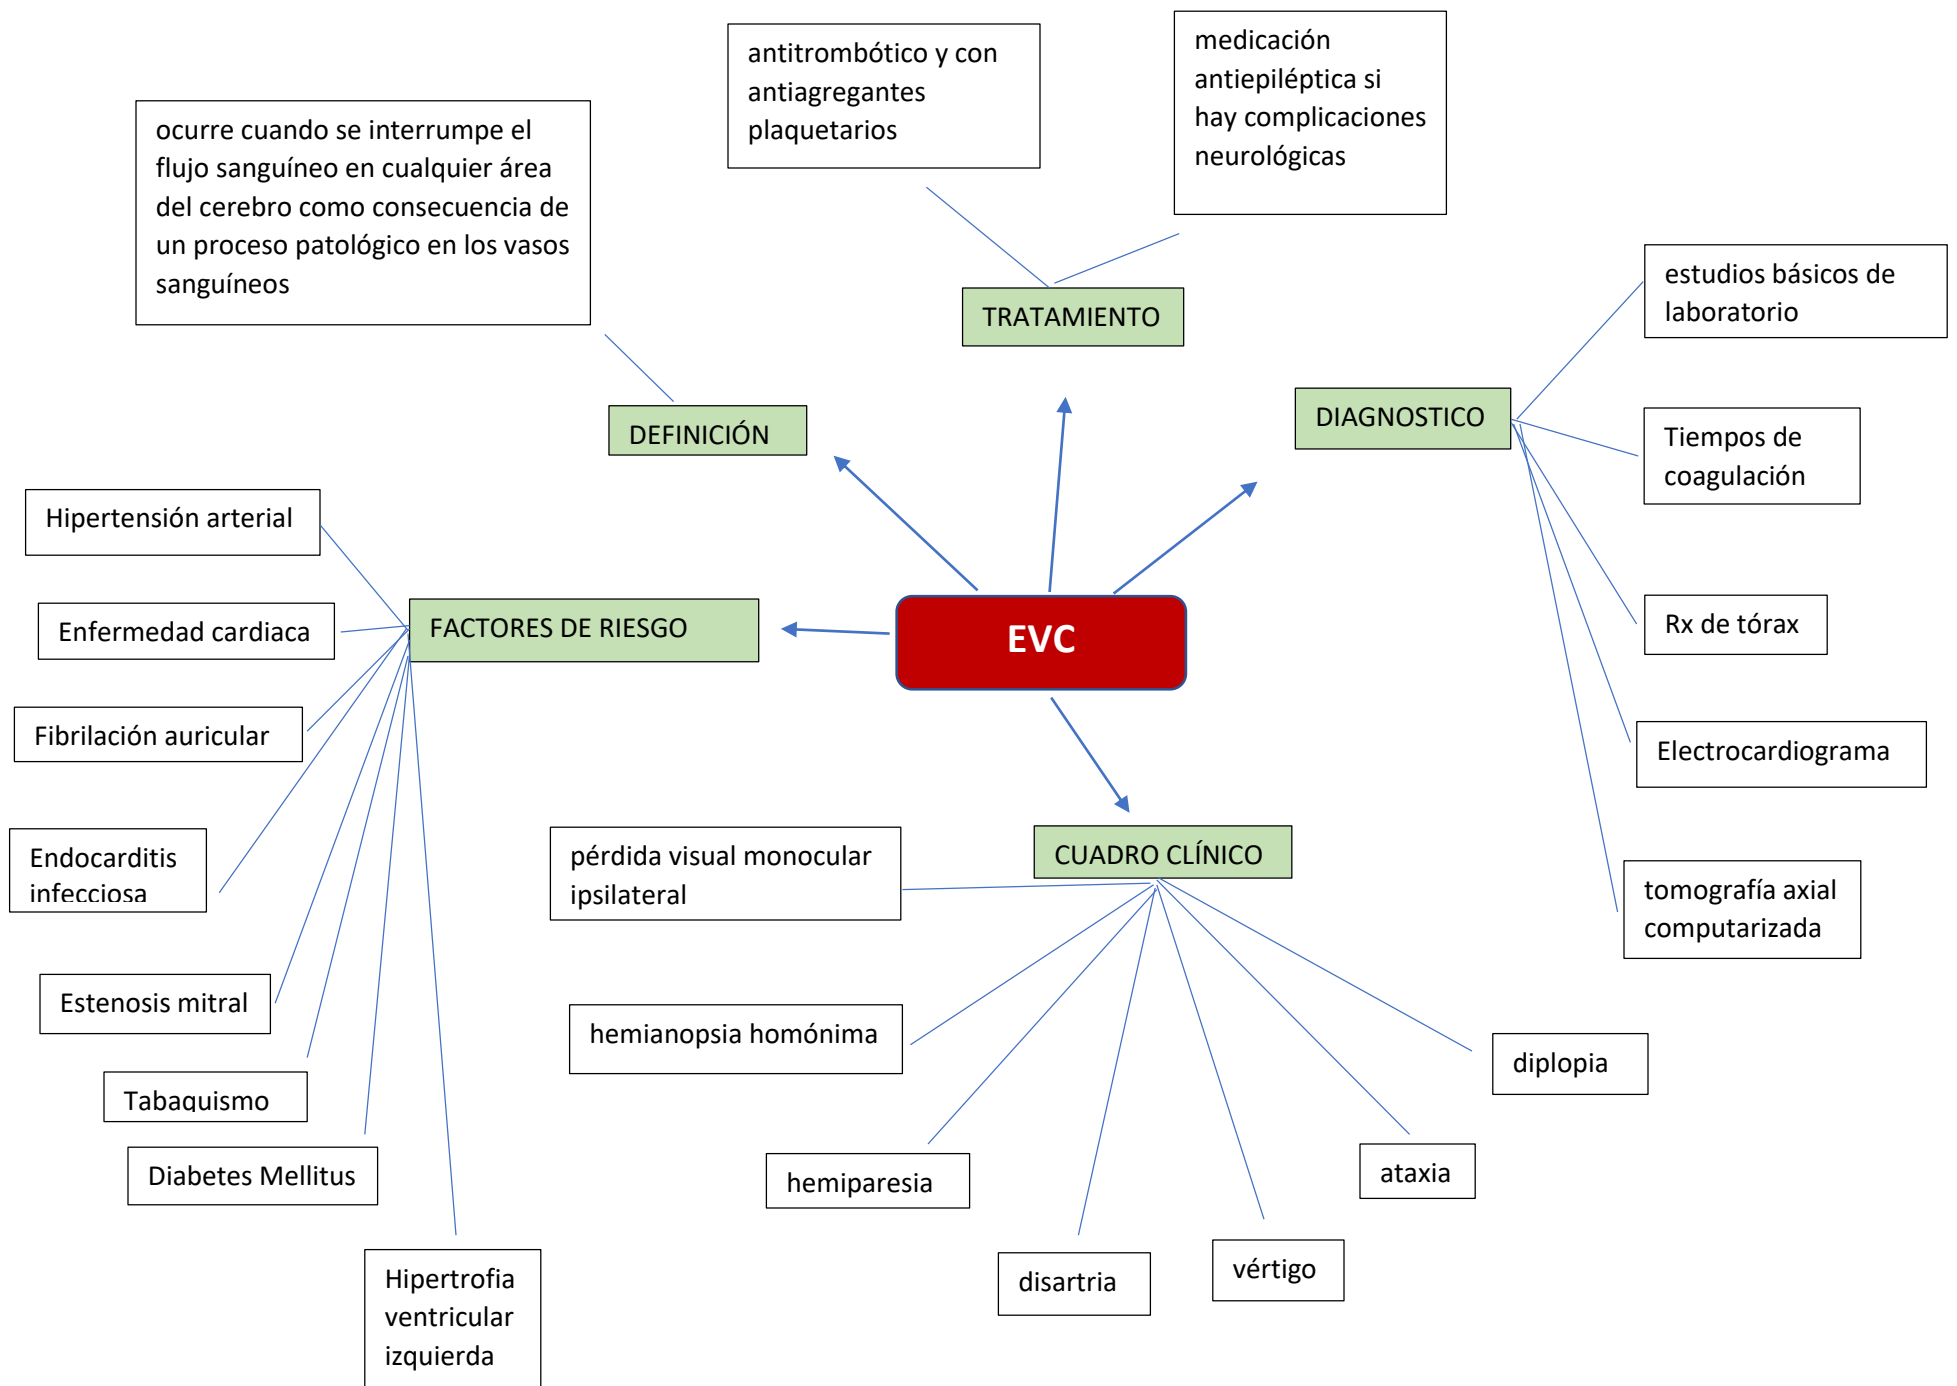 antitrombótico y con
antiagregantes
plaquetarios
medicación
antiepiléptica si
hay complicaciones
neurológicas
ocurre cuando se interrumpe el
flujo sanguíneo en cualquier área
del cerebro como consecuencia de
un proceso patológico en los vasos
sanguíneos
estudios básicos de
laboratorio
TRATAMIENTO
DIAGNOSTICO
DEFINICIÓN
Tiempos de
coagulación
Hipertensión arterial
Enfermedad cardiaca
FACTORES DE RIESGO
EVC
Rx de tórax
Fibrilación auricular
Electrocardiograma
Endocarditis
infecciosa
pérdida visual monocular
ipsilateral
CUADRO CLÍNICO
tomografía axial
computarizada
Estenosis mitral
hemianopsia homónima
diplopia
Tabaquismo
Diabetes Mellitus
hemiparesia
ataxia
Hipertrofia
ventricular
izquierda
disartria
vértigo